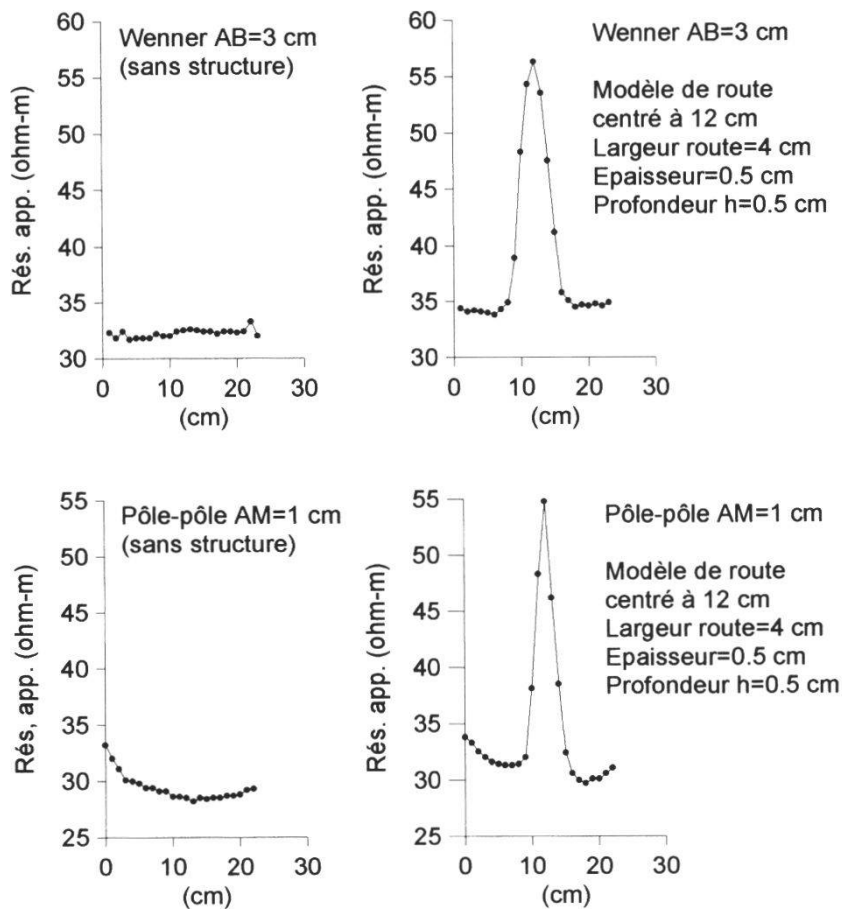 Wenner AB=3 cm
(sans structure)
Rés. app. (ohm-m)
60
55
50
45
40
35
30
0 10 20 30
(cm)
Wenner AB=3 cm
Modèle de route
centré à 12 cm
Largeur route=4 cm
Epaisseur=0.5 cm
Profondeur h=0.5 cm
Rés. app. (ohm-m)
60
55
50
45
40
35
30
0 10 20 30
(cm)
Pôle-pôle AM=1 cm
(sans structure)
Rés, app. (ohm-m)
55
50
45
40
35
30
25
0 10 20 30
(cm)
Pôle-pôle AM=1 cm
Modèle de route
centré à 12 cm
Largeur route=4 cm
Epaisseur=0.5 cm
Profondeur h=0.5 cm
Rés. app. (ohm-m)
55
50
45
40
35
30
25
0 10 20 30
(cm)